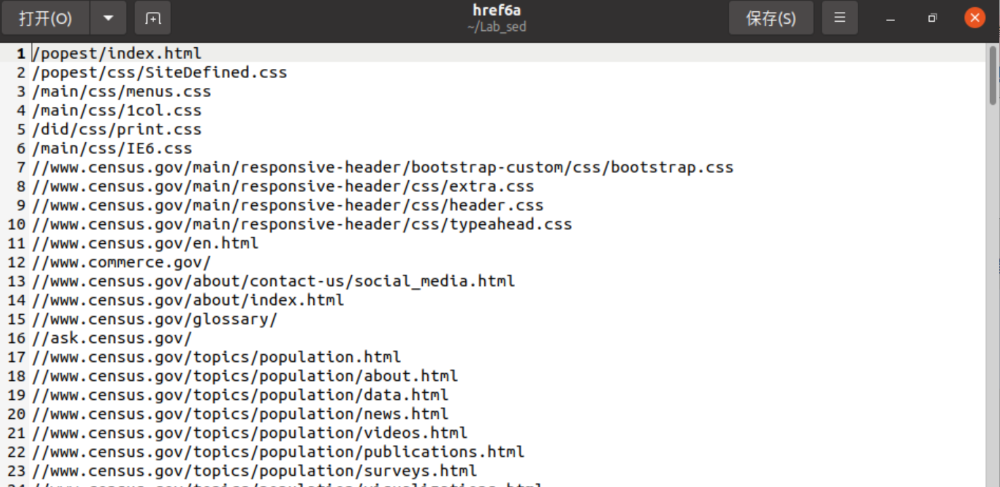 打开(O)
href6a
~/Lab_sed
保存(S)
1 /popest/index.html
2 /popest/css/SiteDefined.css
3 /main/css/menus.css
4 /main/css/1col.css
5 /did/css/print.css
6 /main/css/IE6.css
7 //www.census.gov/main/responsive-header/bootstrap-custom/css/bootstrap.css
8 //www.census.gov/main/responsive-header/css/extra.css
9 //www.census.gov/main/responsive-header/css/header.css
10 //www.census.gov/main/responsive-header/css/typeahead.css
11 //www.census.gov/en.html
12 //www.commerce.gov/
13 //www.census.gov/about/contact-us/social_media.html
14 //www.census.gov/about/index.html
15 //www.census.gov/glossary/
16 //ask.census.gov/
17 //www.census.gov/topics/population.html
18 //www.census.gov/topics/population/about.html
19 //www.census.gov/topics/population/data.html
20 //www.census.gov/topics/population/news.html
21 //www.census.gov/topics/population/videos.html
22 //www.census.gov/topics/population/publications.html
23 //www.census.gov/topics/population/surveys.html